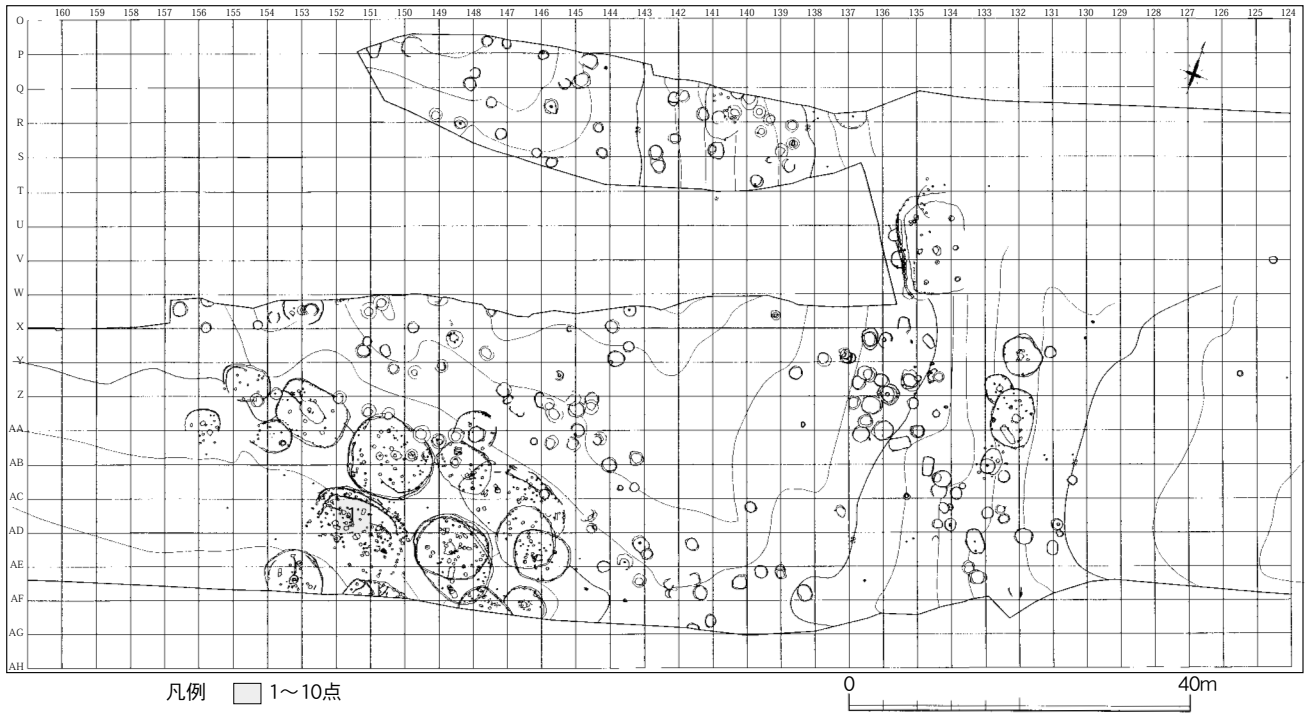 160 159 158 157 156 155 154 153 152 151 150 149 148 147 146 145 144 143 142 141 140 139 138 137 136 135 134 133 132 131 130 129 128 127 126 125 124
O
P
Q
R
S
T
U
V
W
X
Y
Z
AA
AB
AC
AD
AE
AF
AG
AH
凡例 1〜10点
0 40m